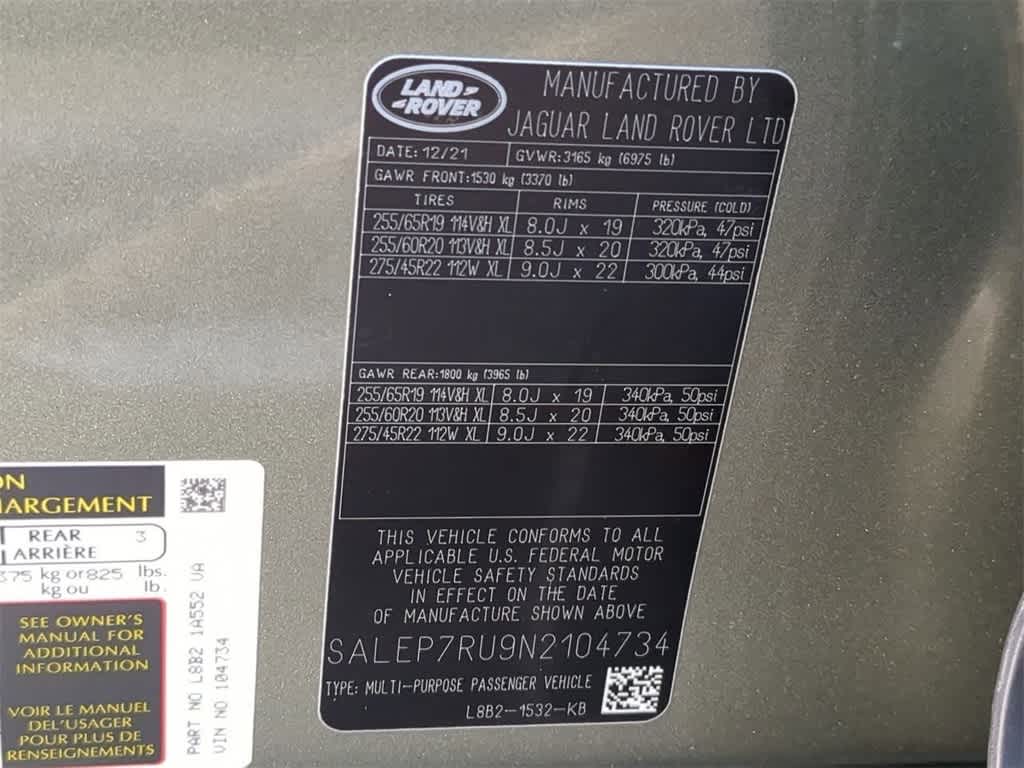 LAND
ROVER
MANUFACTURED BY
JAGUAR LAND ROVER LTD
DATE: 12/21 GVWR: 3165 kg (6975 lb)
GAWR FRONT: 1530 kg (3370 lb)
TIRES RIMS PRESSURE (COLD)
255/65R19 114V&H XL 8.0J x 19 320kPa, 47psi
255/60R20 113V&H XL 8.5J x 20 320kPa, 47psi
275/45R22 112W XL 9.0J x 22 300kPa, 44psi
GAWR REAR: 1800 kg (3965 lb)
255/65R19 114V&H XL 8.0J x 19 340kPa, 50psi
255/60R20 113V&H XL 8.5J x 20 340kPa, 50psi
275/45R22 112W XL 9.0J x 22 340kPa, 50psi
THIS VEHICLE CONFORMS TO ALL
APPLICABLE U.S. FEDERAL MOTOR
VEHICLE SAFETY STANDARDS
IN EFFECT ON THE DATE
OF MANUFACTURE SHOWN ABOVE
SALEP7RU9N2104734
TYPE: MULTI-PURPOSE PASSENGER VEHICLE
L8B2-1532-KB
ON
HARGEMENT
REAR 3
ARRIÈRE
375 kg or 825 lbs.
kg ou lb.
SEE OWNER'S
MANUAL FOR
ADDITIONAL
INFORMATION
VOIR LE MANUEL
DEL'USAGER
POUR PLUS DE
RENSEIGNEMENTS
PART NO L8B2 1A552 UA
VIN NO 104734